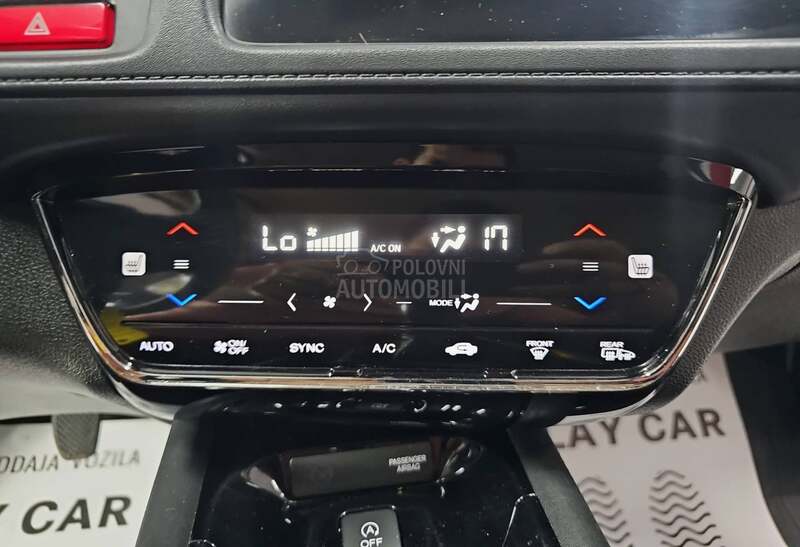 Lo A/C ON 17
POLOVNI
AUTOMOBILI
MODE
AUTO ON/OFF SYNC A/C FRONT REAR
PASSENGER
AIRBAG
OFF
ODAJA VOZILA
AY CAR
LAY CAR